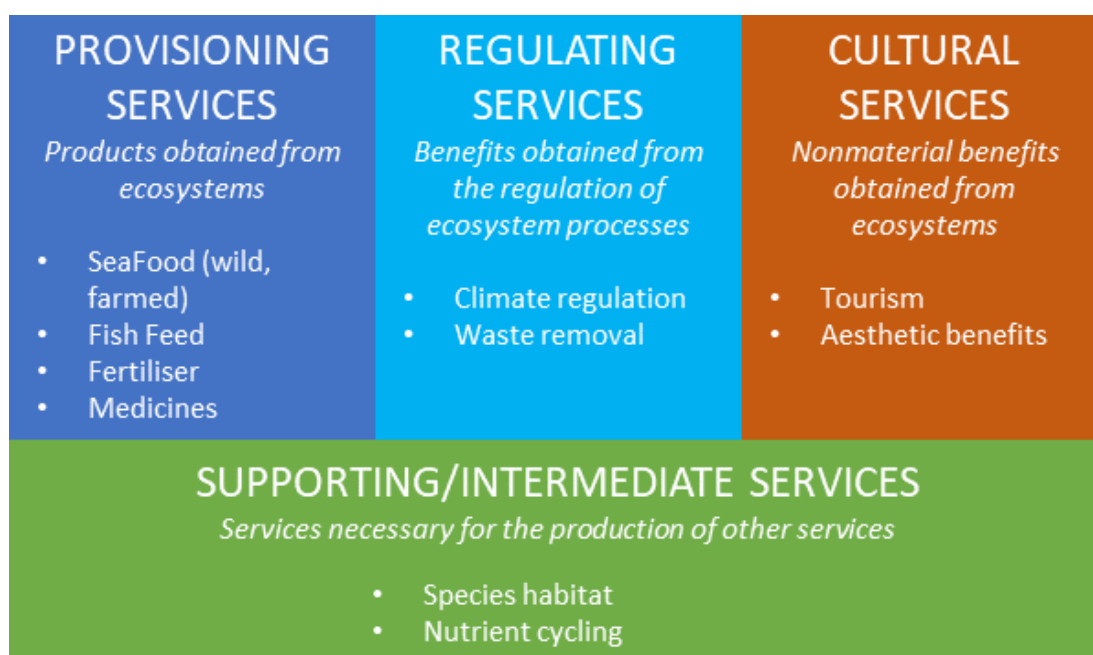 PROVISIONING
SERVICES
Products obtained from
ecosystems
• SeaFood (wild,
farmed)
• Fish Feed
• Fertiliser
• Medicines
REGULATING
SERVICES
Benefits obtained from
the regulation of
ecosystem processes
• Climate regulation
• Waste removal
CULTURAL
SERVICES
Nonmaterial benefits
obtained from
ecosystems
• Tourism
• Aesthetic benefits
SUPPORTING/INTERMEDIATE SERVICES
Services necessary for the production of other services
• Species habitat
• Nutrient cycling